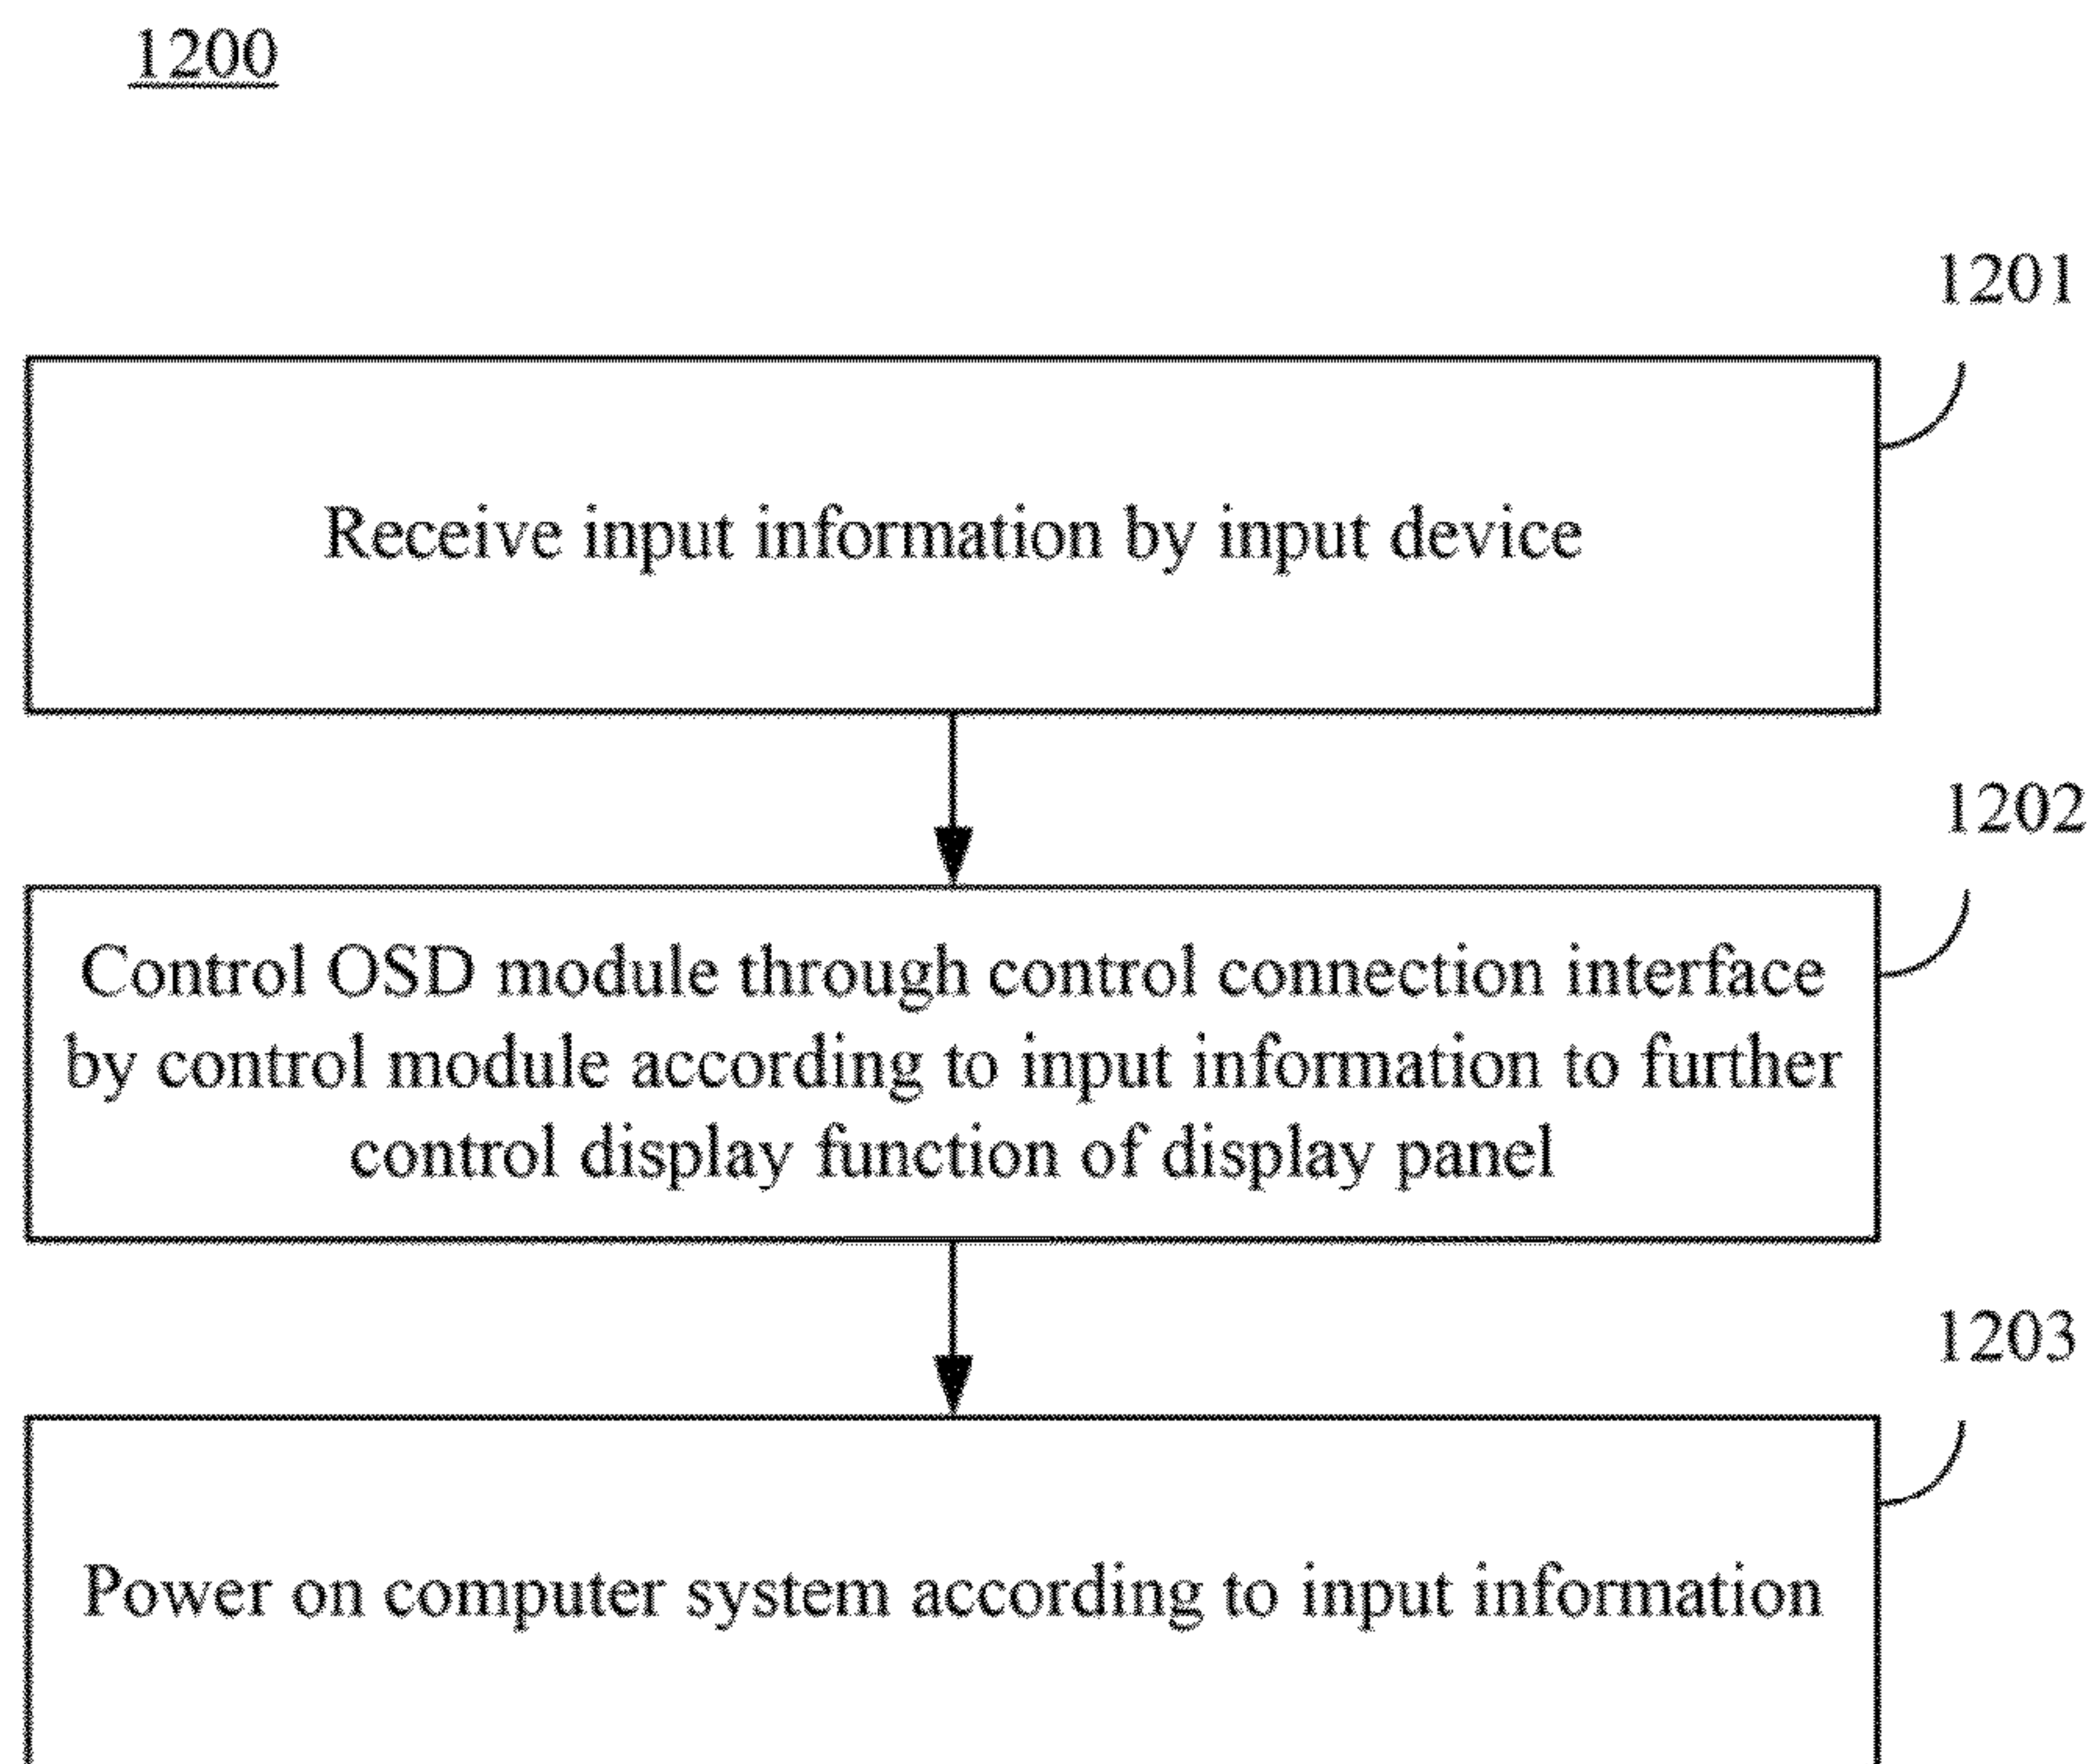 1200
1201
Receive input information by input device
1202
Control OSD module through control connection interface
by control module according to input information to further
control display function of display panel
1203
Power on computer system according to input information